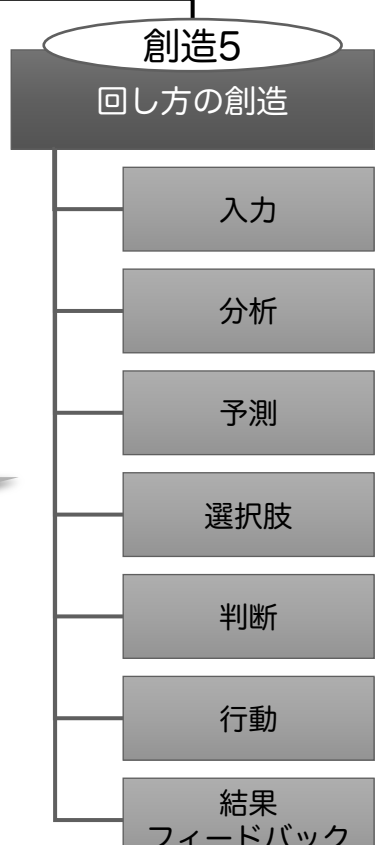 創造5
回し方の創造
入力
分析
予測
選択肢
判断
行動
結果
フィードバック